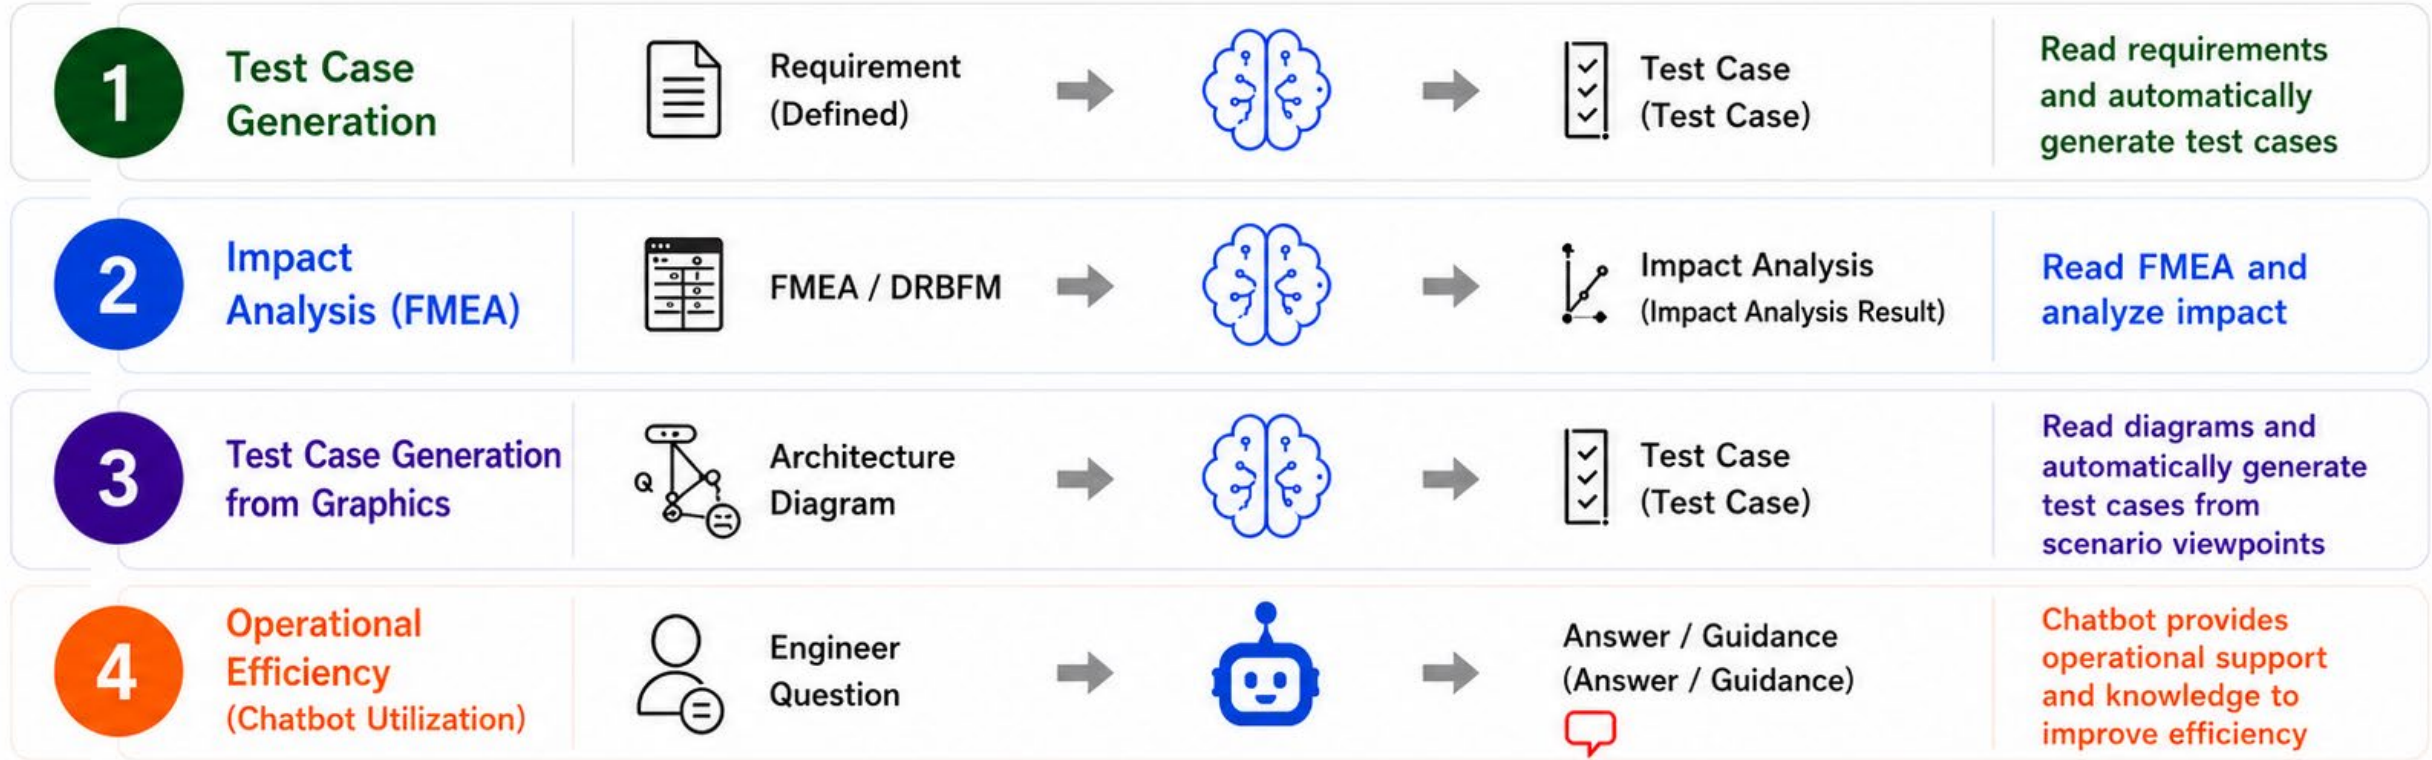 1
Test Case
Generation
Requirement
(Defined)
Test Case
(Test Case)
Read requirements
and automatically
generate test cases
2
Impact
Analysis (FMEA)
FMEA / DRBFM
Impact Analysis
(Impact Analysis Result)
Read FMEA and
analyze impact
3
Test Case Generation
from Graphics
Q
Architecture
Diagram
Test Case
(Test Case)
Read diagrams and
automatically generate
test cases from
scenario viewpoints
4
Operational
Efficiency
(Chatbot Utilization)
Engineer
Question
Answer / Guidance
(Answer / Guidance)
Chatbot provides
operational support
and knowledge to
improve efficiency